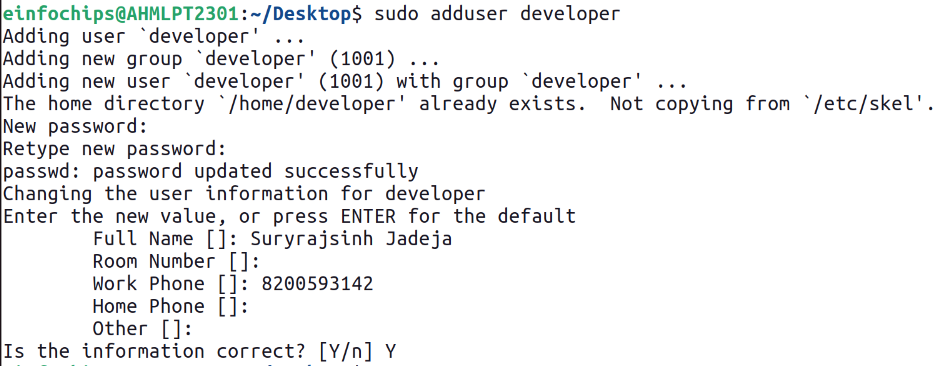 einfochips@AHMLPT2301:~/Desktop$ sudo adduser developer
Adding user `developer' ...
Adding new group `developer' (1001) ...
Adding new user `developer' (1001) with group `developer' ...
The home directory `/home/developer' already exists.  Not copying from `/etc/skel'.
New password:
Retype new password:
passwd: password updated successfully
Changing the user information for developer
Enter the new value, or press ENTER for the default
        Full Name []: Suryrajsinh Jadeja
        Room Number []:
        Work Phone []: 8200593142
        Home Phone []:
        Other []:
Is the information correct? [Y/n] Y